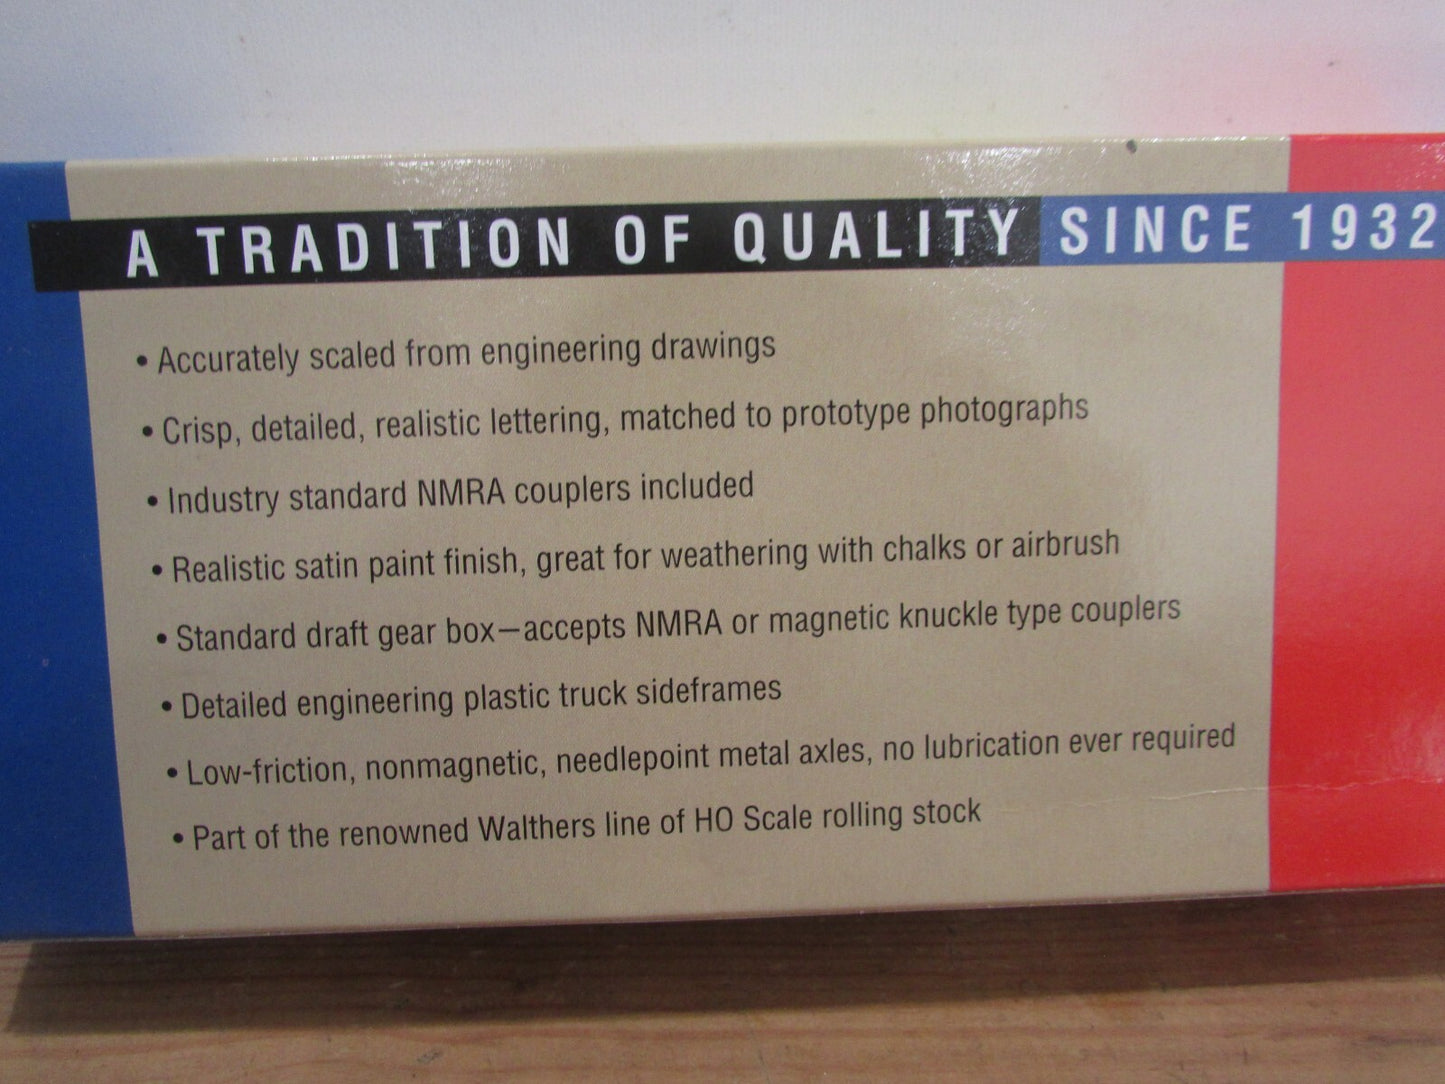 A TRADITION OF QUALITY SINCE 1932
• Accurately scaled from engineering drawings
• Crisp, detailed, realistic lettering, matched to prototype photographs
• Industry standard NMRA couplers included
• Realistic satin paint finish, great for weathering with chalks or airbrush
• Standard draft gear box—accepts NMRA or magnetic knuckle type couplers
• Detailed engineering plastic truck sideframes
• Low-friction, nonmagnetic, needlepoint metal axles, no lubrication ever required
• Part of the renowned Walthers line of HO Scale rolling stock